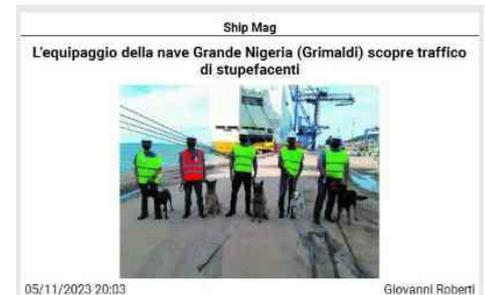 Ship Mag
L'equipaggio della nave Grande Nigeria (Grimaldi) scopre traffico
di stupefacenti
05/11/2023 20:03
Giovanni Roberti